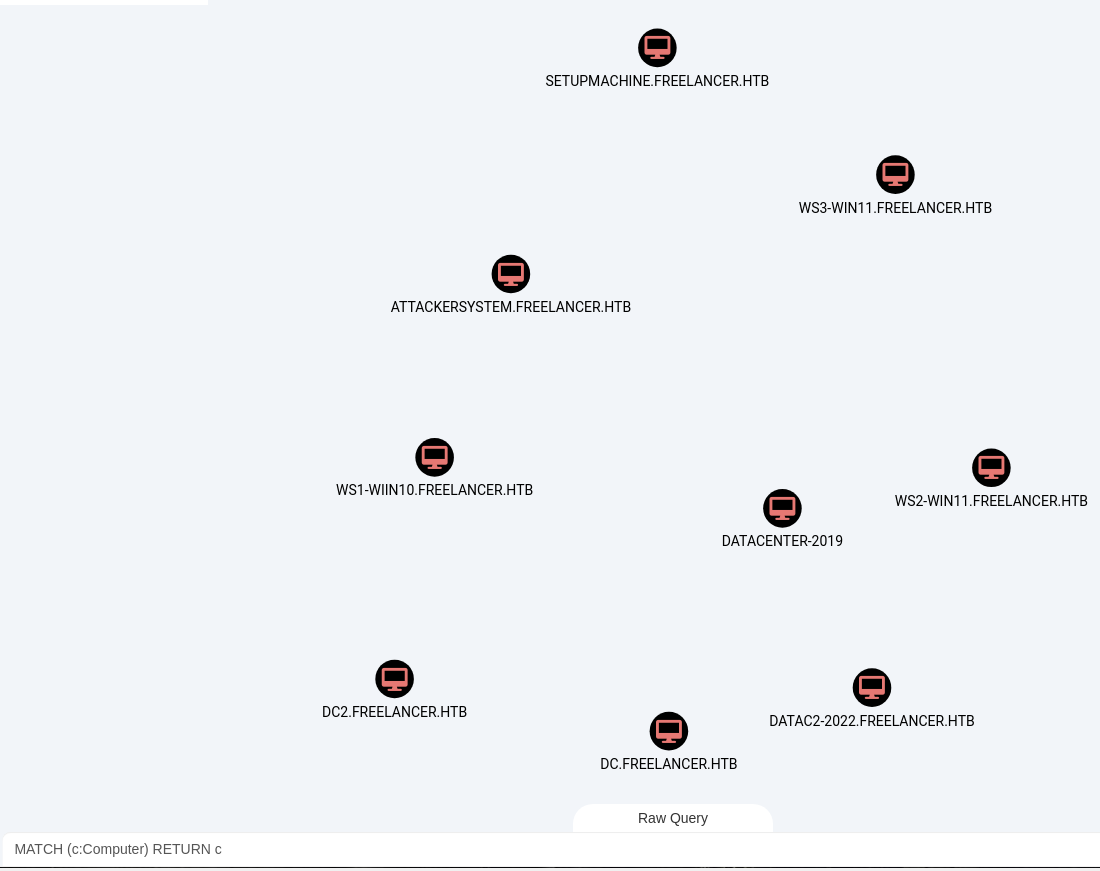 SETUPMACHINE.FREELANCER.HTB
WS3-WIN11.FREELANCER.HTB
ATTACKERSYSTEM.FREELANCER.HTB
WS1-WIIN10.FREELANCER.HTB
WS2-WIN11.FREELANCER.HTB
DATACENTER-2019
DC2.FREELANCER.HTB
DATAC2-2022.FREELANCER.HTB
DC.FREELANCER.HTB
Raw Query
MATCH (c:Computer) RETURN c